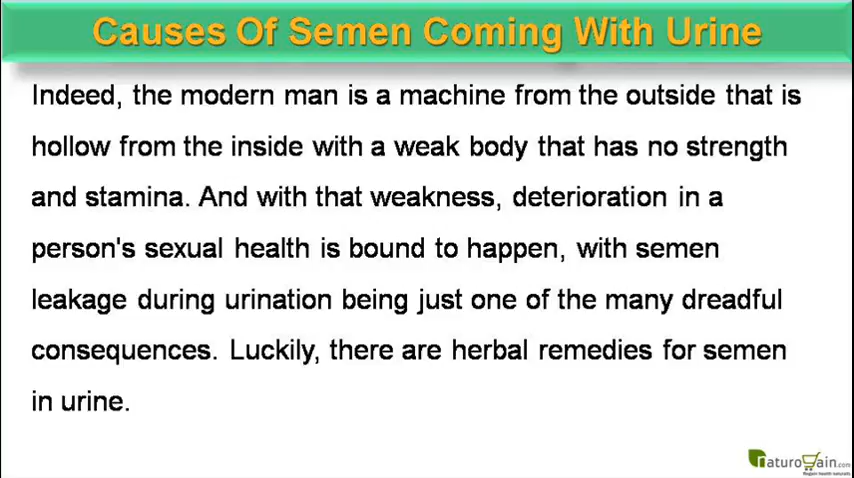 Causes Of Semen Coming With Urine
Indeed, the modern man is a machine from the outside that is
hollow from the inside with a weak body that has no strength
and stamina. And with that weakness, deterioration in a
person's sexual health is bound to happen, with semen
leakage during urination being just one of the many dreadful
consequences. Luckily, there are herbal remedies for semen
in urine.
naturogain.com
Regain health naturally